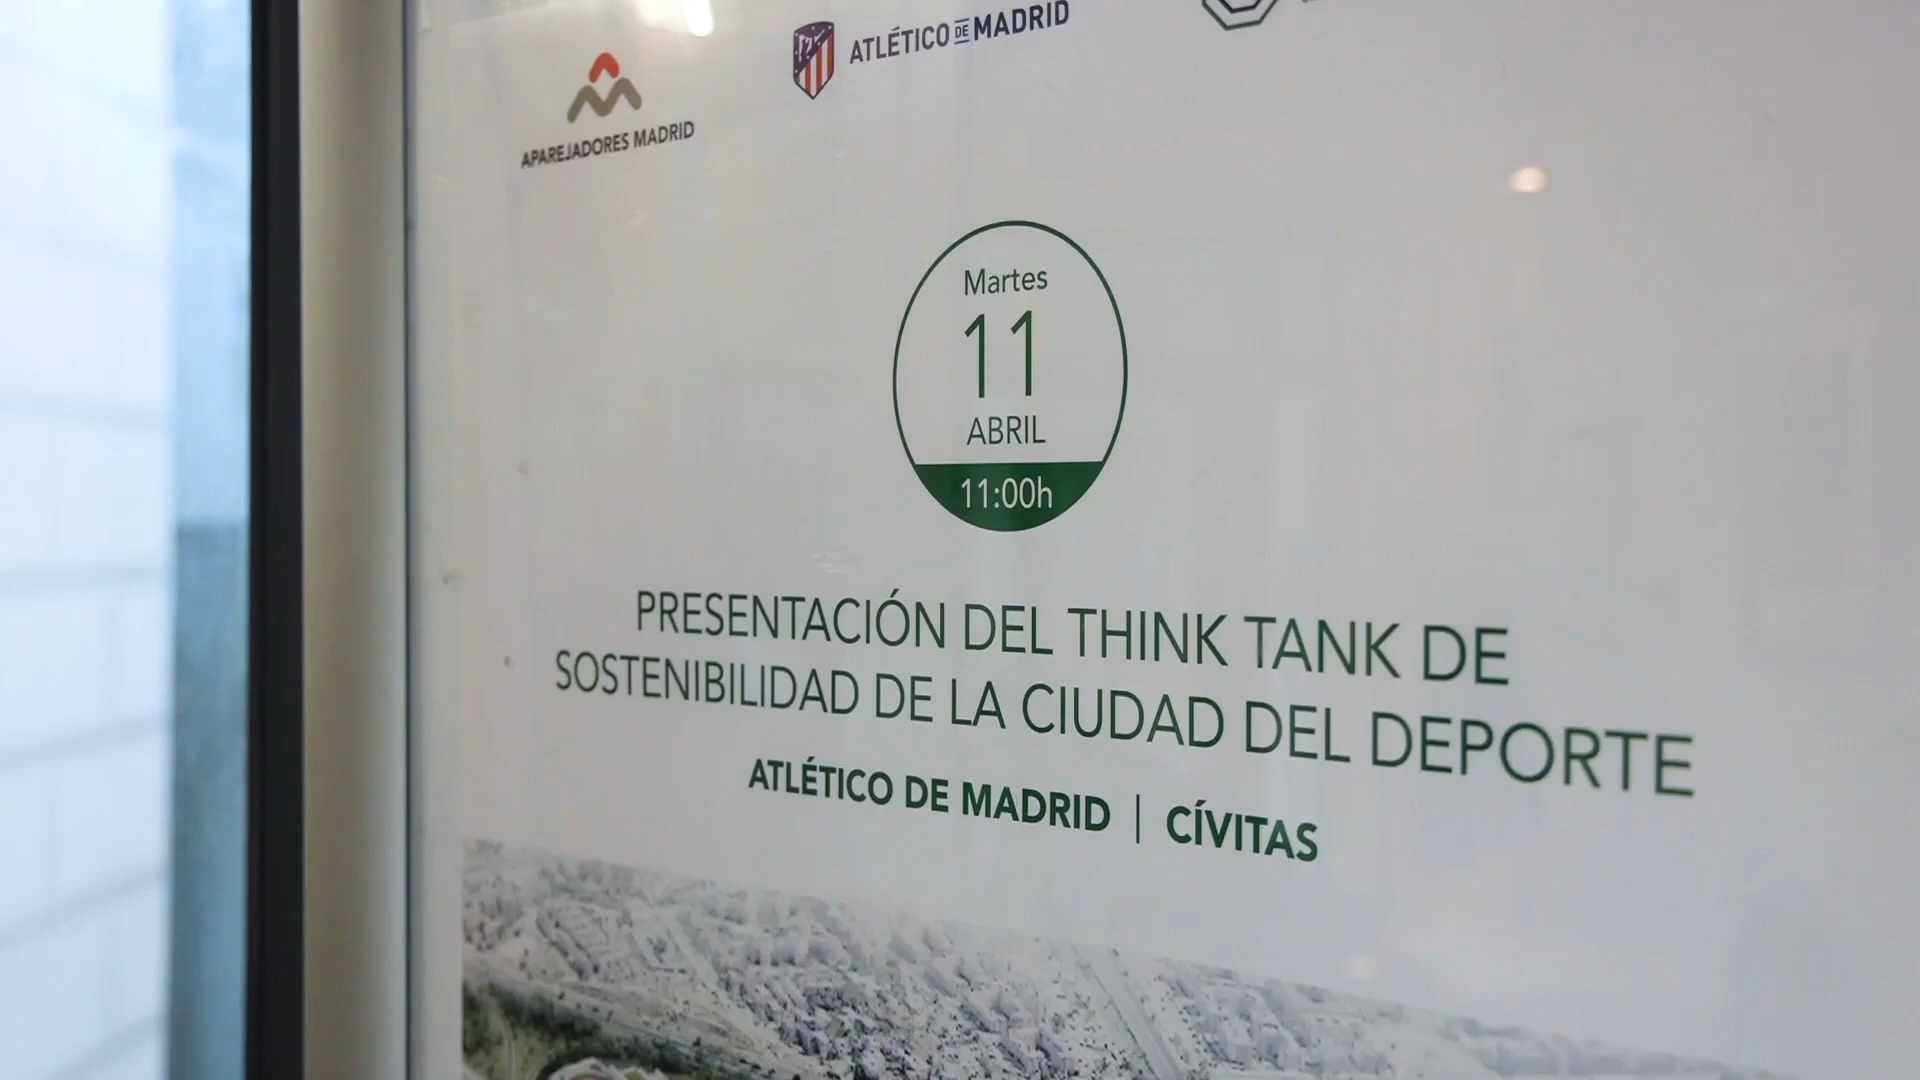 ATLÉTICO DE MADRID
APAREJADORES MADRID
Martes
11
ABRIL
11:00h
PRESENTACIÓN DEL THINK TANK DE
SOSTENIBILIDAD DE LA CIUDAD DEL DEPORTE
ATLÉTICO DE MADRID | CÍVITAS